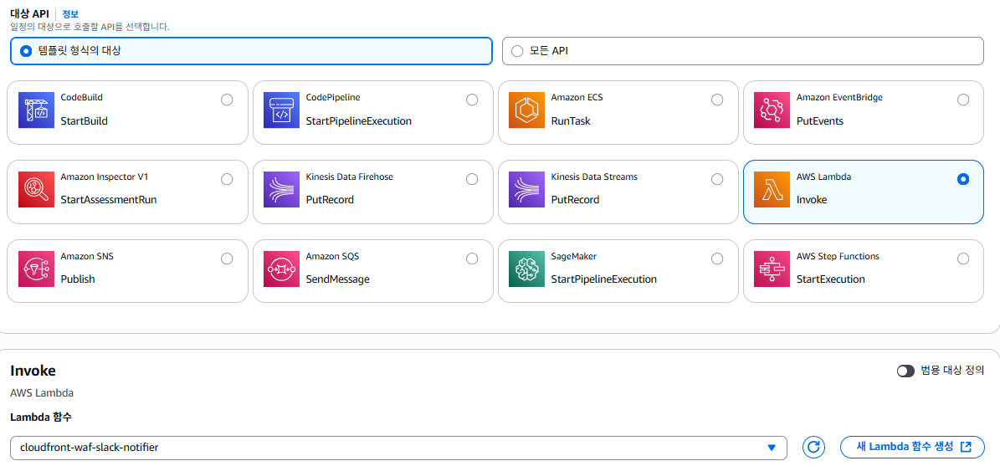 대상 API 정보
일정의 대상으로 호출할 API를 선택합니다.
템플릿 형식의 대상
모든 API
CodeBuild
StartBuild
CodePipeline
StartPipelineExecution
Amazon ECS
RunTask
Amazon EventBridge
PutEvents
Amazon Inspector V1
StartAssessmentRun
Kinesis Data Firehose
PutRecord
Kinesis Data Streams
PutRecord
AWS Lambda
Invoke
Amazon SNS
Publish
Amazon SQS
SendMessage
SageMaker
StartPipelineExecution
AWS Step Functions
StartExecution
Invoke
범용 대상 정의
AWS Lambda
Lambda 함수
cloudfront-waf-slack-notifier
새 Lambda 함수 생성